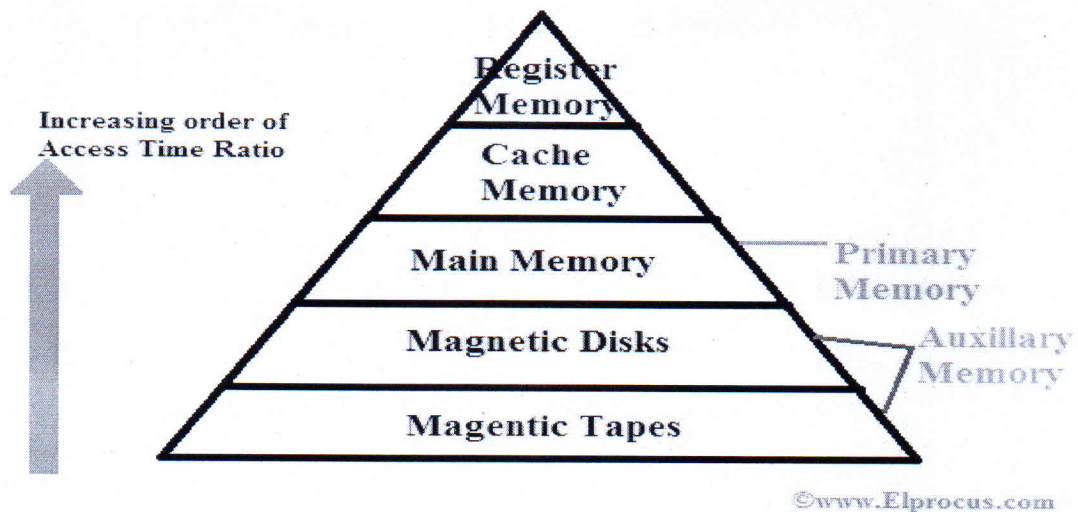 Register
Memory
Increasing order of
Access Time Ratio
Cache
Memory
Main Memory
Primary
Memory
Magnetic Disks
Auxillary
Memory
Magentic Tapes
©www.Elprocus.com